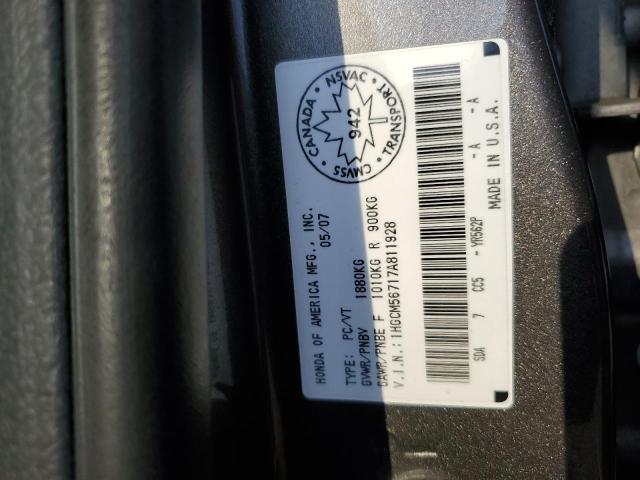 HONDA OF AMERICA MFG., INC.
05/07
TYPE: PC/VT
GVWR/PNBV 1880KG
GAWR/PNBE F 1010KG R 900KG
V.I.N.: 1HGCM56717A811928
CANADA NSVAC TRANSPORT CMVSS
942
SDA 7 CC5 - YR562P - A - A
MADE IN U.S.A.